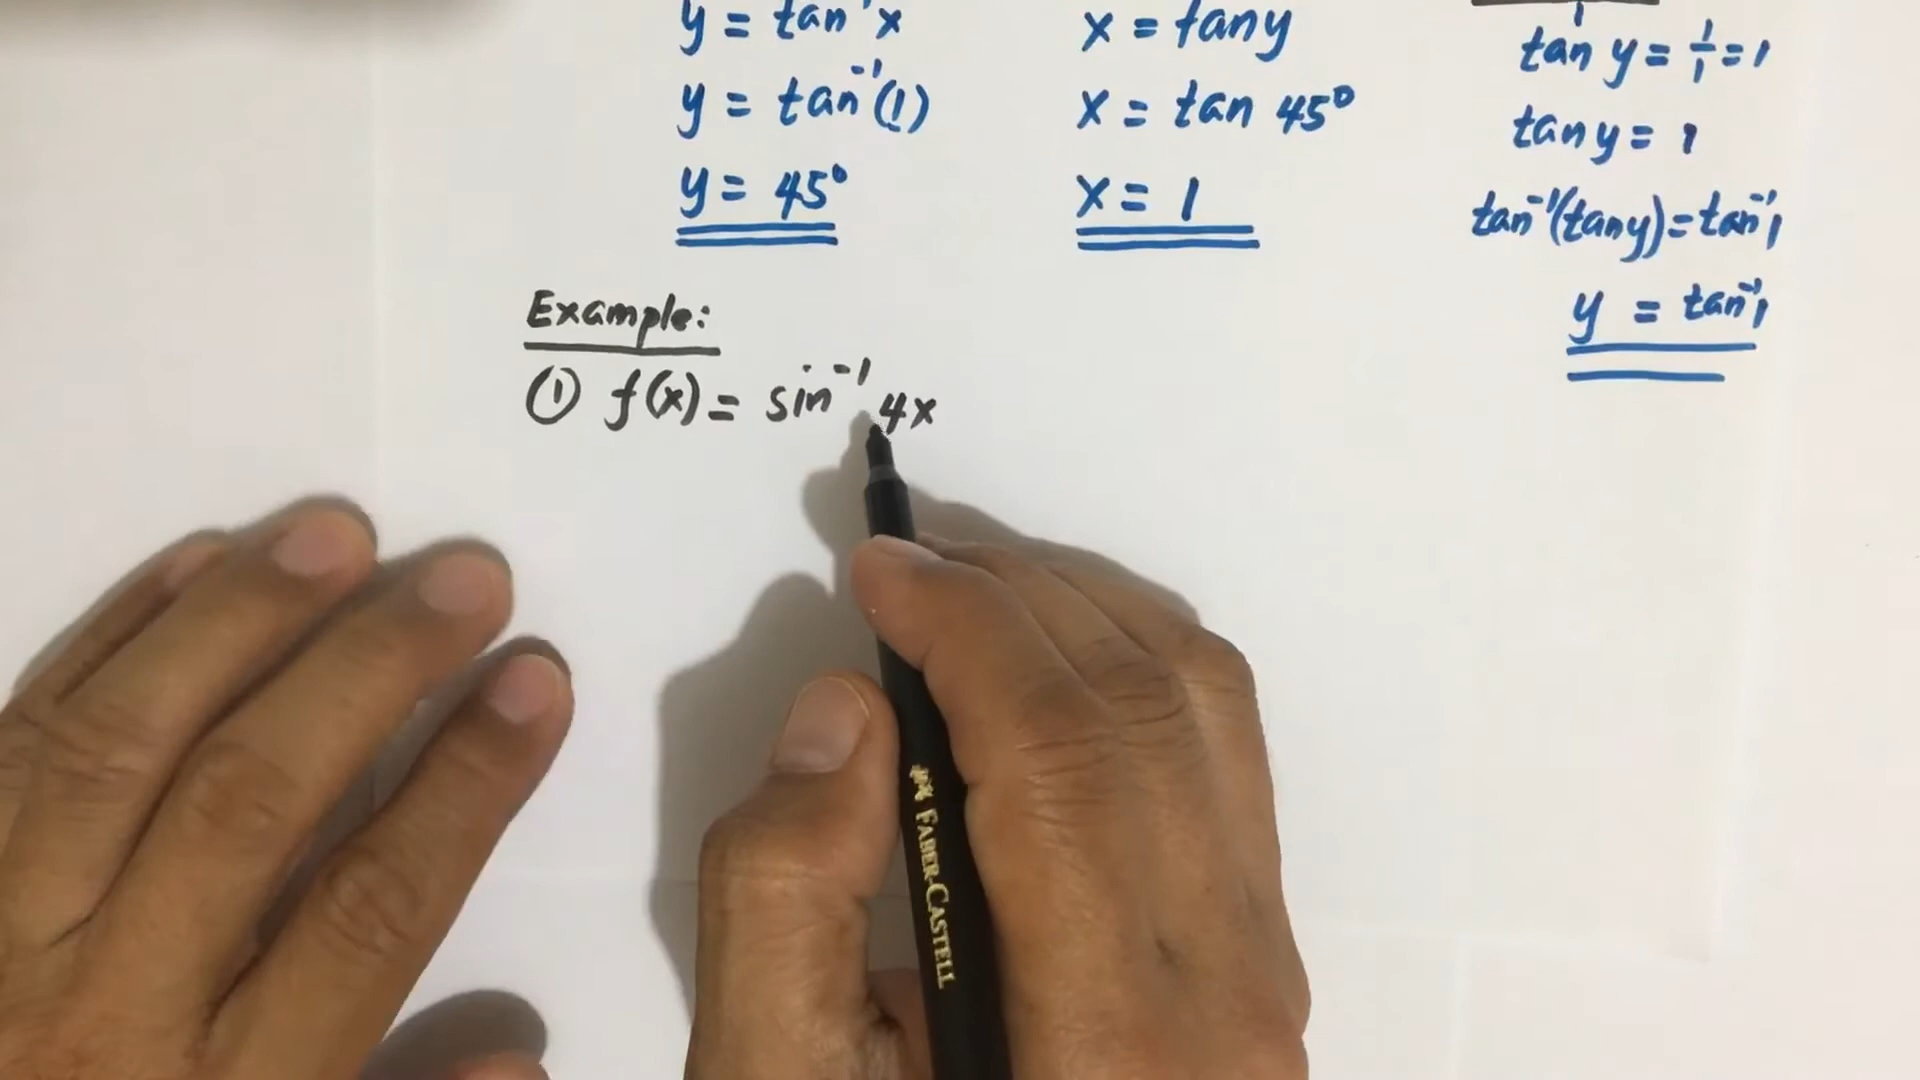 y = tan⁻¹x
y = tan⁻¹(1)
y = 45°
x = tany
x = tan 45°
x = 1
tan y = 1/1 = 1
tany = 1
tan⁻¹(tany) = tan⁻¹1
y = tan⁻¹1
Example:
① f(x) = sin⁻¹ 4x
FABER-CASTELL